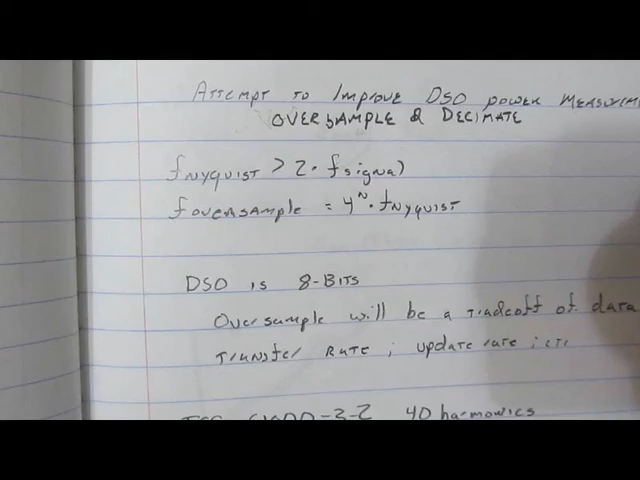 Attempt to Improve DSO power
OVERSAMPLE & DECIMATE
fNYQUIST > 2 · fsignal
fOVERSAMPLE = 4^N · fNYQUIST
DSO is 8-BITS
Oversample will be a tradeoff of data
Transfer RATE ; update rate ; etc
40 harmonics